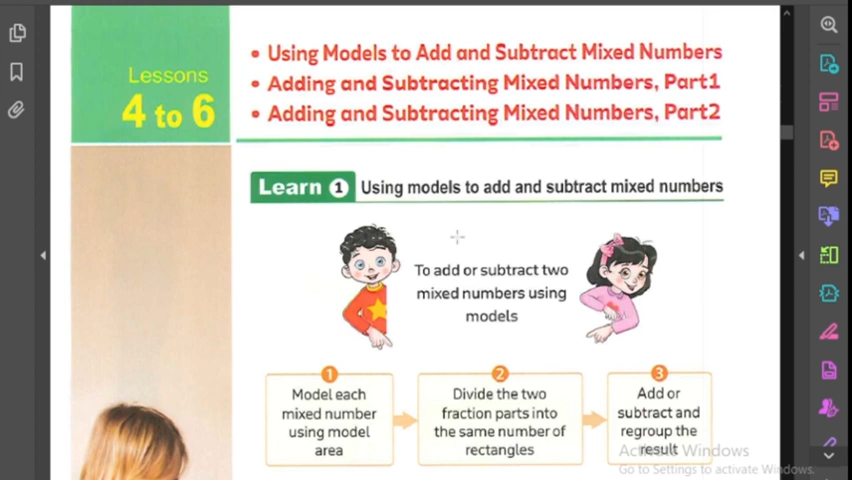 Lessons
4 to 6
• Using Models to Add and Subtract Mixed Numbers
• Adding and Subtracting Mixed Numbers, Part1
• Adding and Subtracting Mixed Numbers, Part2
Learn 1 Using models to add and subtract mixed numbers
To add or subtract two
mixed numbers using
models
1
Model each
mixed number
using model
area
2
Divide the two
fraction parts into
the same number of
rectangles
3
Add or
subtract and
regroup the
result
Activate Windows
Go to Settings to activate Windows.